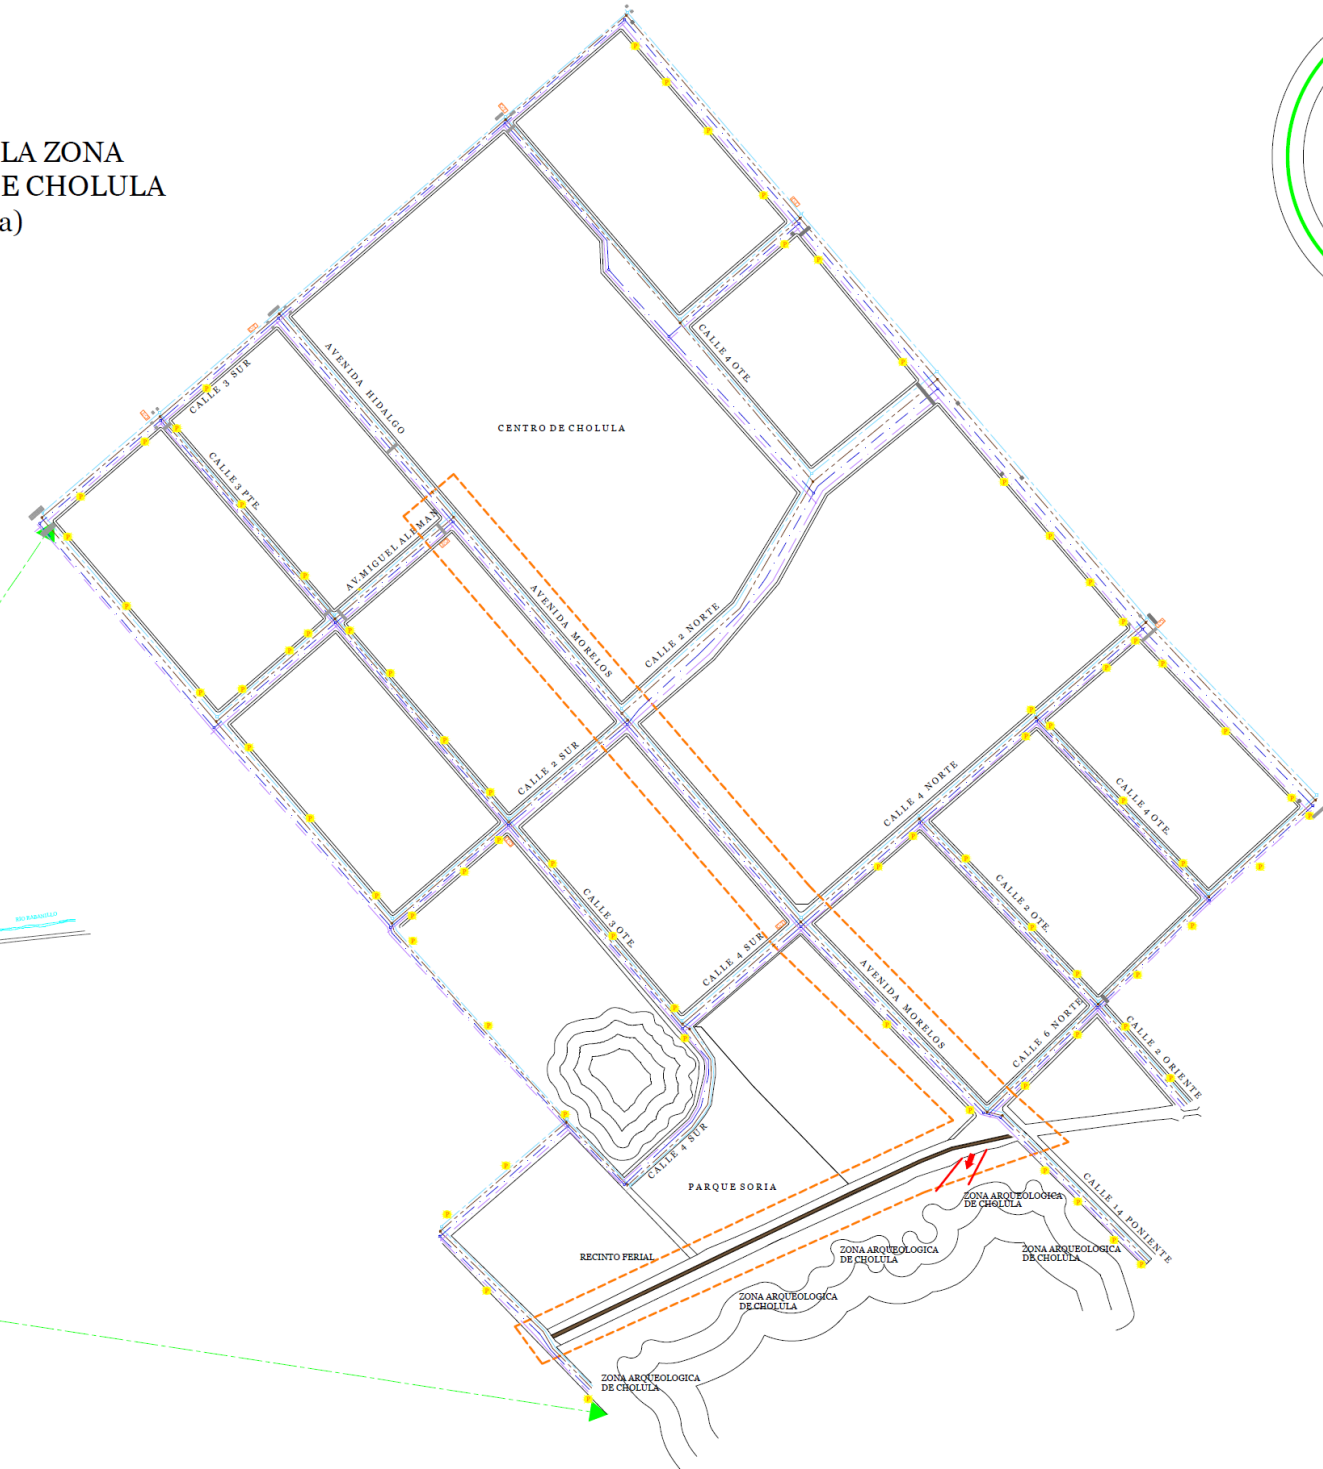 LA ZONA
E CHOLULA
a)
CALLE 3 SUR
AVENIDA HIDALGO
CALLE 4 OTE.
CENTRO DE CHOLULA
CALLE 3 PTE.
AV. MIGUEL ALEMAN
AVENIDA MORELOS
CALLE 2 NORTE
CALLE 2 SUR
CALLE 4 NORTE
CALLE 4 OTE.
CALLE 3 OTE.
CALLE 2 OTE.
CALLE 4 SUR
AVENIDA MORELOS
CALLE 6 NORTE
CALLE 2 ORIENTE
CALLE 4 SUR
PARQUE SORIA
CALLE 14 PONIENTE
ZONA ARQUEOLOGICA
DE CHOLULA
RECINTO FERIAL
ZONA ARQUEOLOGICA
DE CHOLULA
ZONA ARQUEOLOGICA
DE CHOLULA
ZONA ARQUEOLOGICA
DE CHOLULA
ZONA ARQUEOLOGICA
DE CHOLULA